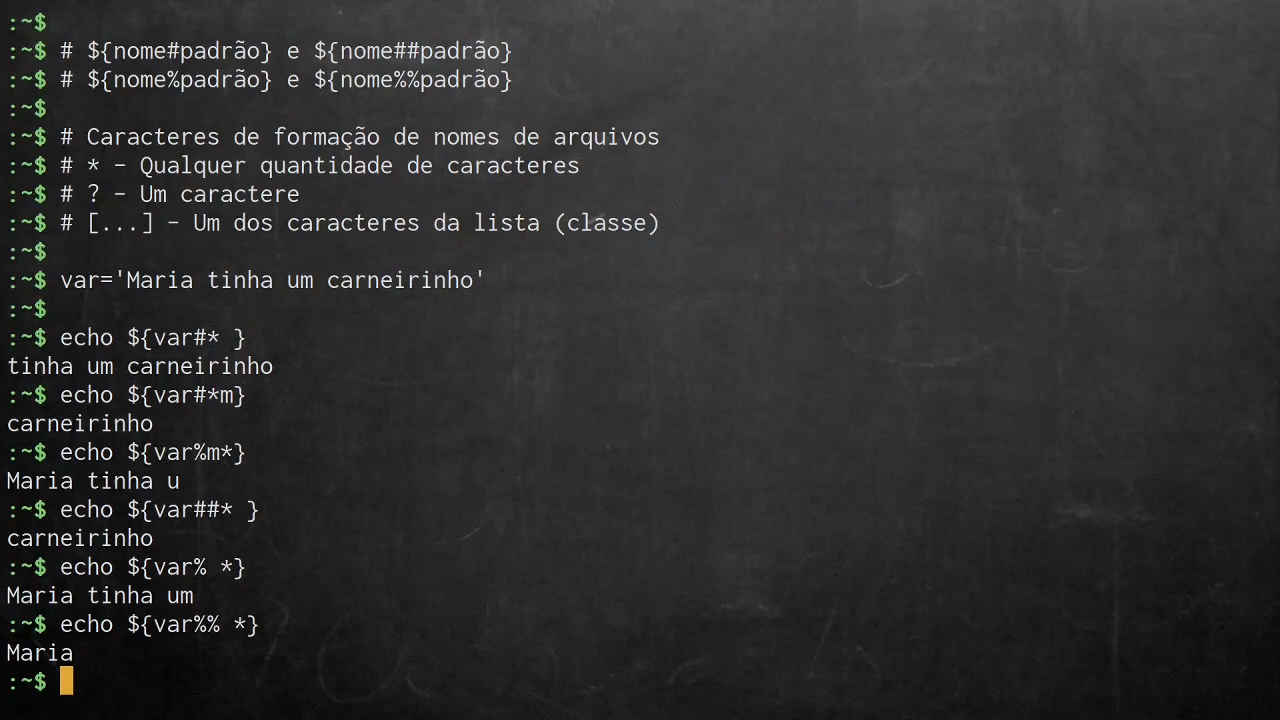 :~$
:~$ # ${nome#padrão} e ${nome##padrão}
:~$ # ${nome%padrão} e ${nome%%padrão}
:~$
:~$ # Caracteres de formação de nomes de arquivos
:~$ # * - Qualquer quantidade de caracteres
:~$ # ? - Um caractere
:~$ # [...] - Um dos caracteres da lista (classe)
:~$
:~$ var='Maria tinha um carneirinho'
:~$
:~$ echo ${var#* }
tinha um carneirinho
:~$ echo ${var#*m}
carneirinho
:~$ echo ${var%m*}
Maria tinha u
:~$ echo ${var##* }
carneirinho
:~$ echo ${var% *}
Maria tinha um
:~$ echo ${var%% *}
Maria
:~$